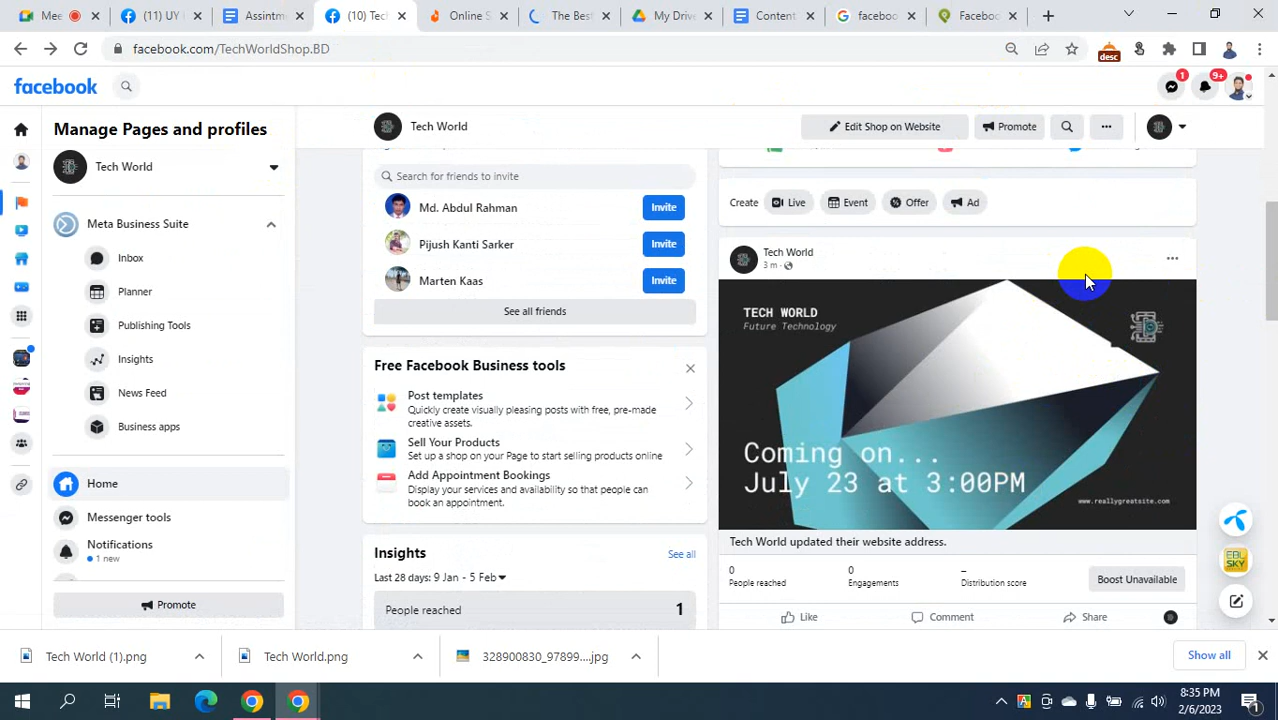 Mee
(11) UY
Assintm
(10) Tec
Online S
The Best
My Drive
Content
faceboo
Faceboo
facebook.com/TechWorldShop.BD
desc
facebook
1
9+
Manage Pages and profiles
Tech World
Edit Shop on Website
Promote
Tech World
Search for friends to invite
Md. Abdul Rahman
Invite
Pijush Kanti Sarker
Invite
Marten Kaas
Invite
See all friends
Create
Live
Event
Offer
Ad
Meta Business Suite
Inbox
Planner
Publishing Tools
Insights
News Feed
Business apps
Home
Messenger tools
Notifications
1 new
Promote
Free Facebook Business tools
Post templates
Quickly create visually pleasing posts with free, pre-made
creative assets.
Sell Your Products
Set up a shop on your Page to start selling products online
Add Appointment Bookings
Display your services and availability so that people can
book an appointment.
Insights
See all
Last 28 days: 9 Jan - 5 Feb
People reached
1
Tech World
3 m
TECH WORLD
Future Technology
Coming on...
July 23 at 3:00PM
www.reallygreatsite.com
Tech World updated their website address.
0
People reached
0
Engagements
–
Distribution score
Boost Unavailable
Like
Comment
Share
EBL
SKY
Tech World (1).png
Tech World.png
328900830_97899....jpg
Show all
8:35 PM
2/6/2023
1